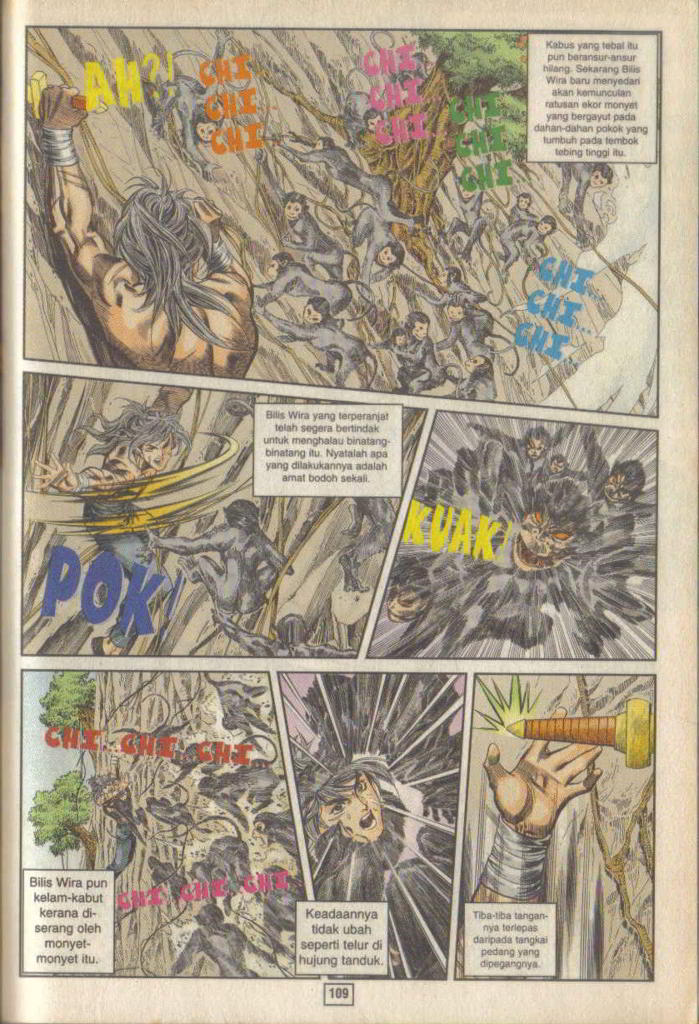 AH?!
CHI..
CHI..
CHI
CHI..
CHI..
CHI..
CHI..
CHI
CHI
Kabus yang tebal itu
pun beransur-ansur
hilang. Sekarang Bilis
Wira baru menyedari
akan kemunculan
ratusan ekor monyet
yang bergayut pada
dahan-dahan pokok yang
tumbuh pada tembok
tebing tinggi itu.
CHI..
CHI..
CHI..
Bilis Wira yang terperanjat
telah segera bertindak
untuk menghalau binatang-
binatang itu. Nyatalah apa
yang dilakukannya adalah
amat bodoh sekali.
POK!
KUAK!
CHI..CHI..CHI..
CHI..CHI..CHI
Bilis Wira pun
kelam-kabut
kerana di-
serang oleh
monyet-
monyet itu.
Keadaannya
tidak ubah
seperti telur di
hujung tanduk.
Tiba-tiba tangan-
nya terlepas
daripada tangkai
pedang yang
dipegangnya.
109